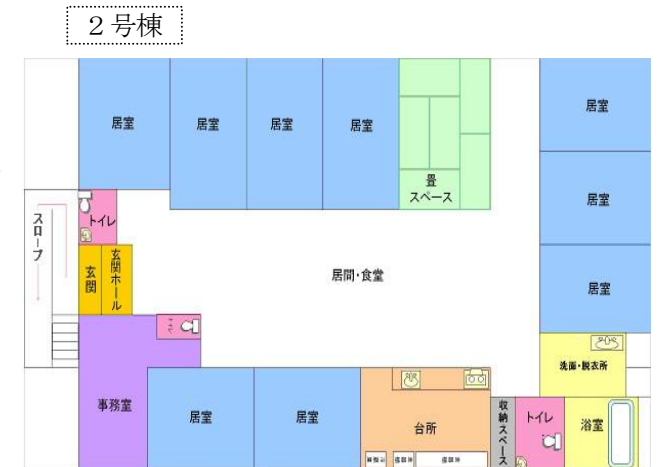 ２号棟
居室
居室
居室
居室
畳
スペース
居室
居室
居室
スロープ
トイレ
玄関
玄関ホール
居間・食堂
事務室
居室
居室
台所
収納スペース
トイレ
洗面・脱衣所
浴室